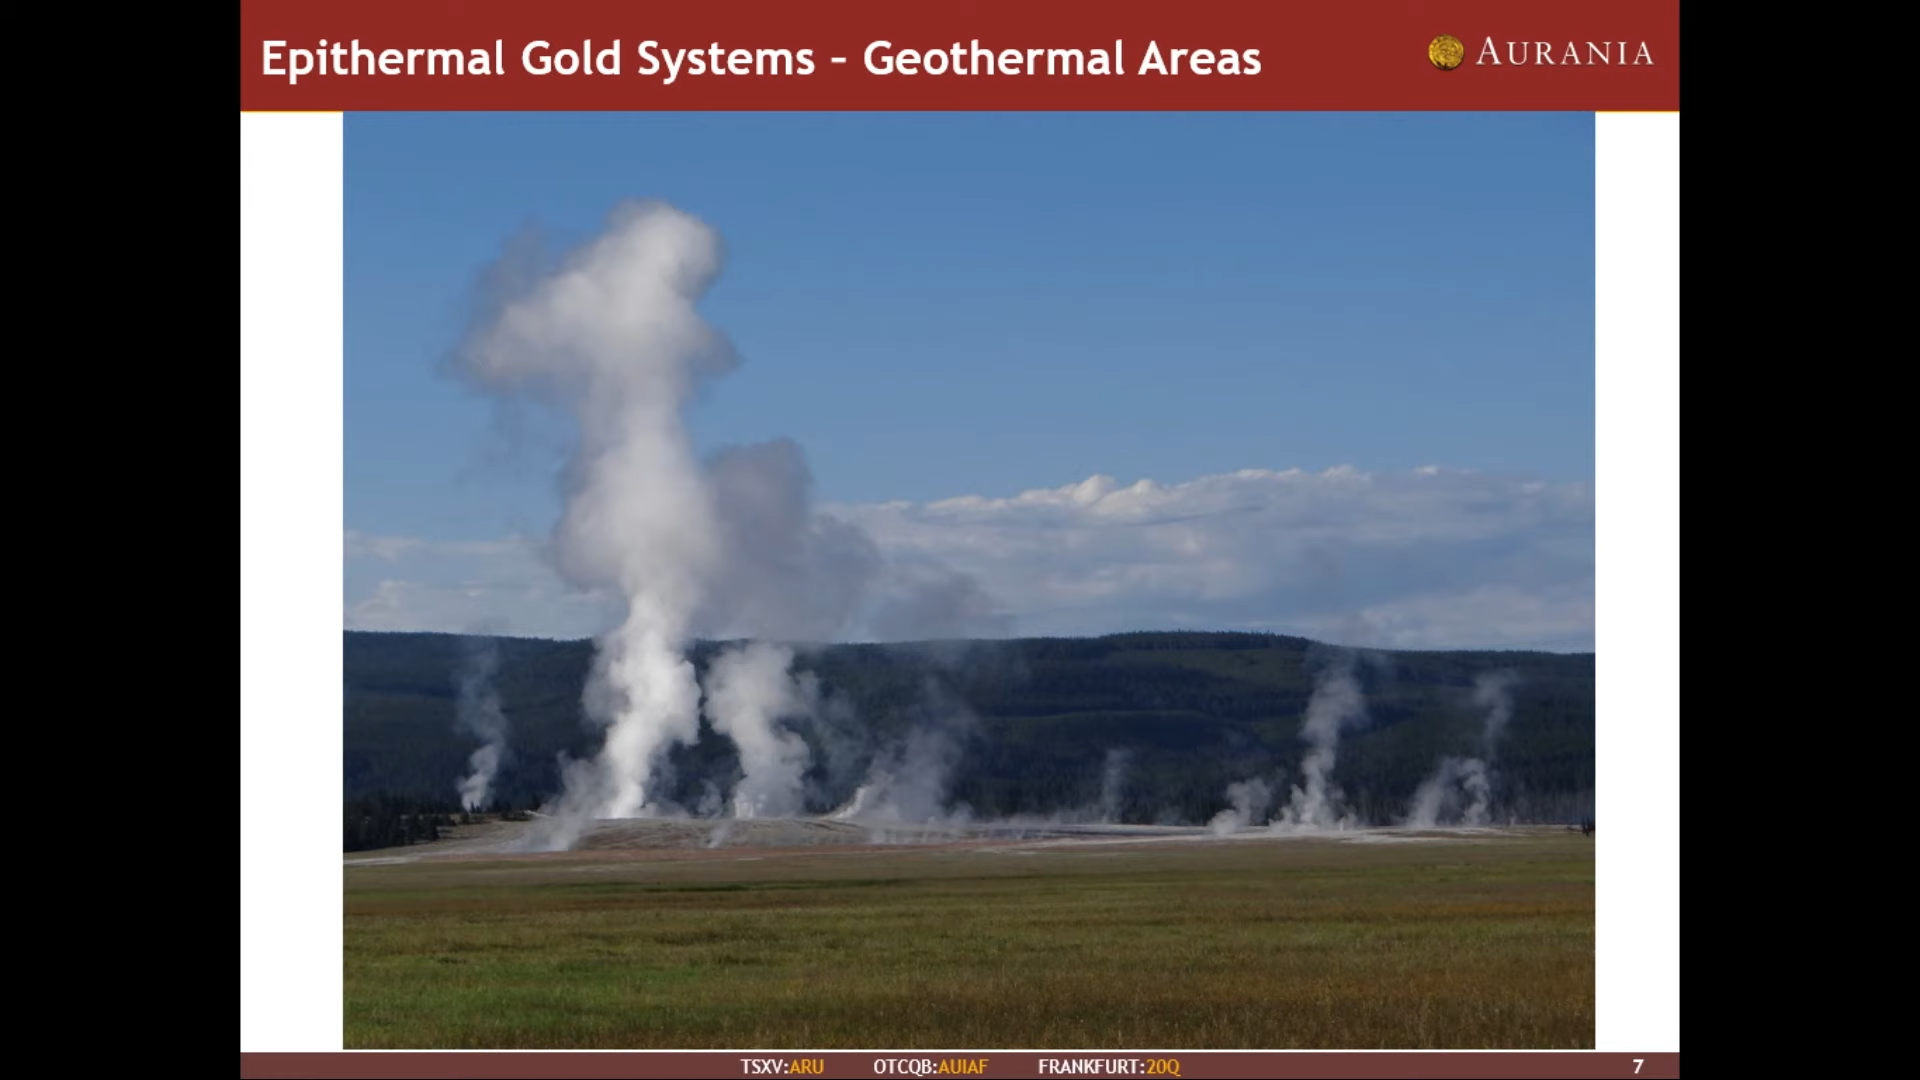 Epithermal Gold Systems – Geothermal Areas
AURANIA
TSXV:ARU OTCQB:AUIAF FRANKFURT:20Q
7